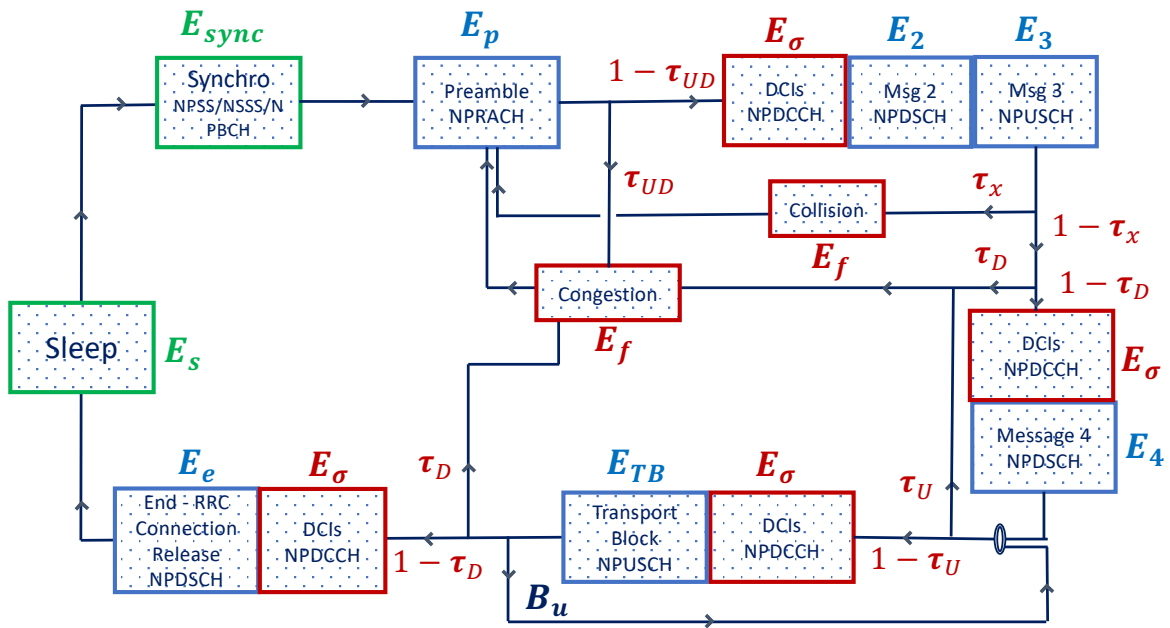 E_sync
Synchro
NPSS/NSSS/N
PBCH
E_p
Preamble
NPRACH
1 − τ_UD
E_σ
DCIs
NPDCCH
E_2
Msg 2
NPDSCH
E_3
Msg 3
NPUSCH
τ_UD
Collision
E_f
τ_x
1 − τ_x
Congestion
E_f
τ_D
1 − τ_D
Sleep
E_s
DCIs
NPDCCH
E_σ
Message 4
NPDSCH
E_4
E_e
End - RRC
Connection
Release
NPDSCH
E_σ
DCIs
NPDCCH
τ_D
1 − τ_D
E_TB
Transport
Block
NPUSCH
E_σ
DCIs
NPDCCH
τ_U
1 − τ_U
B_u